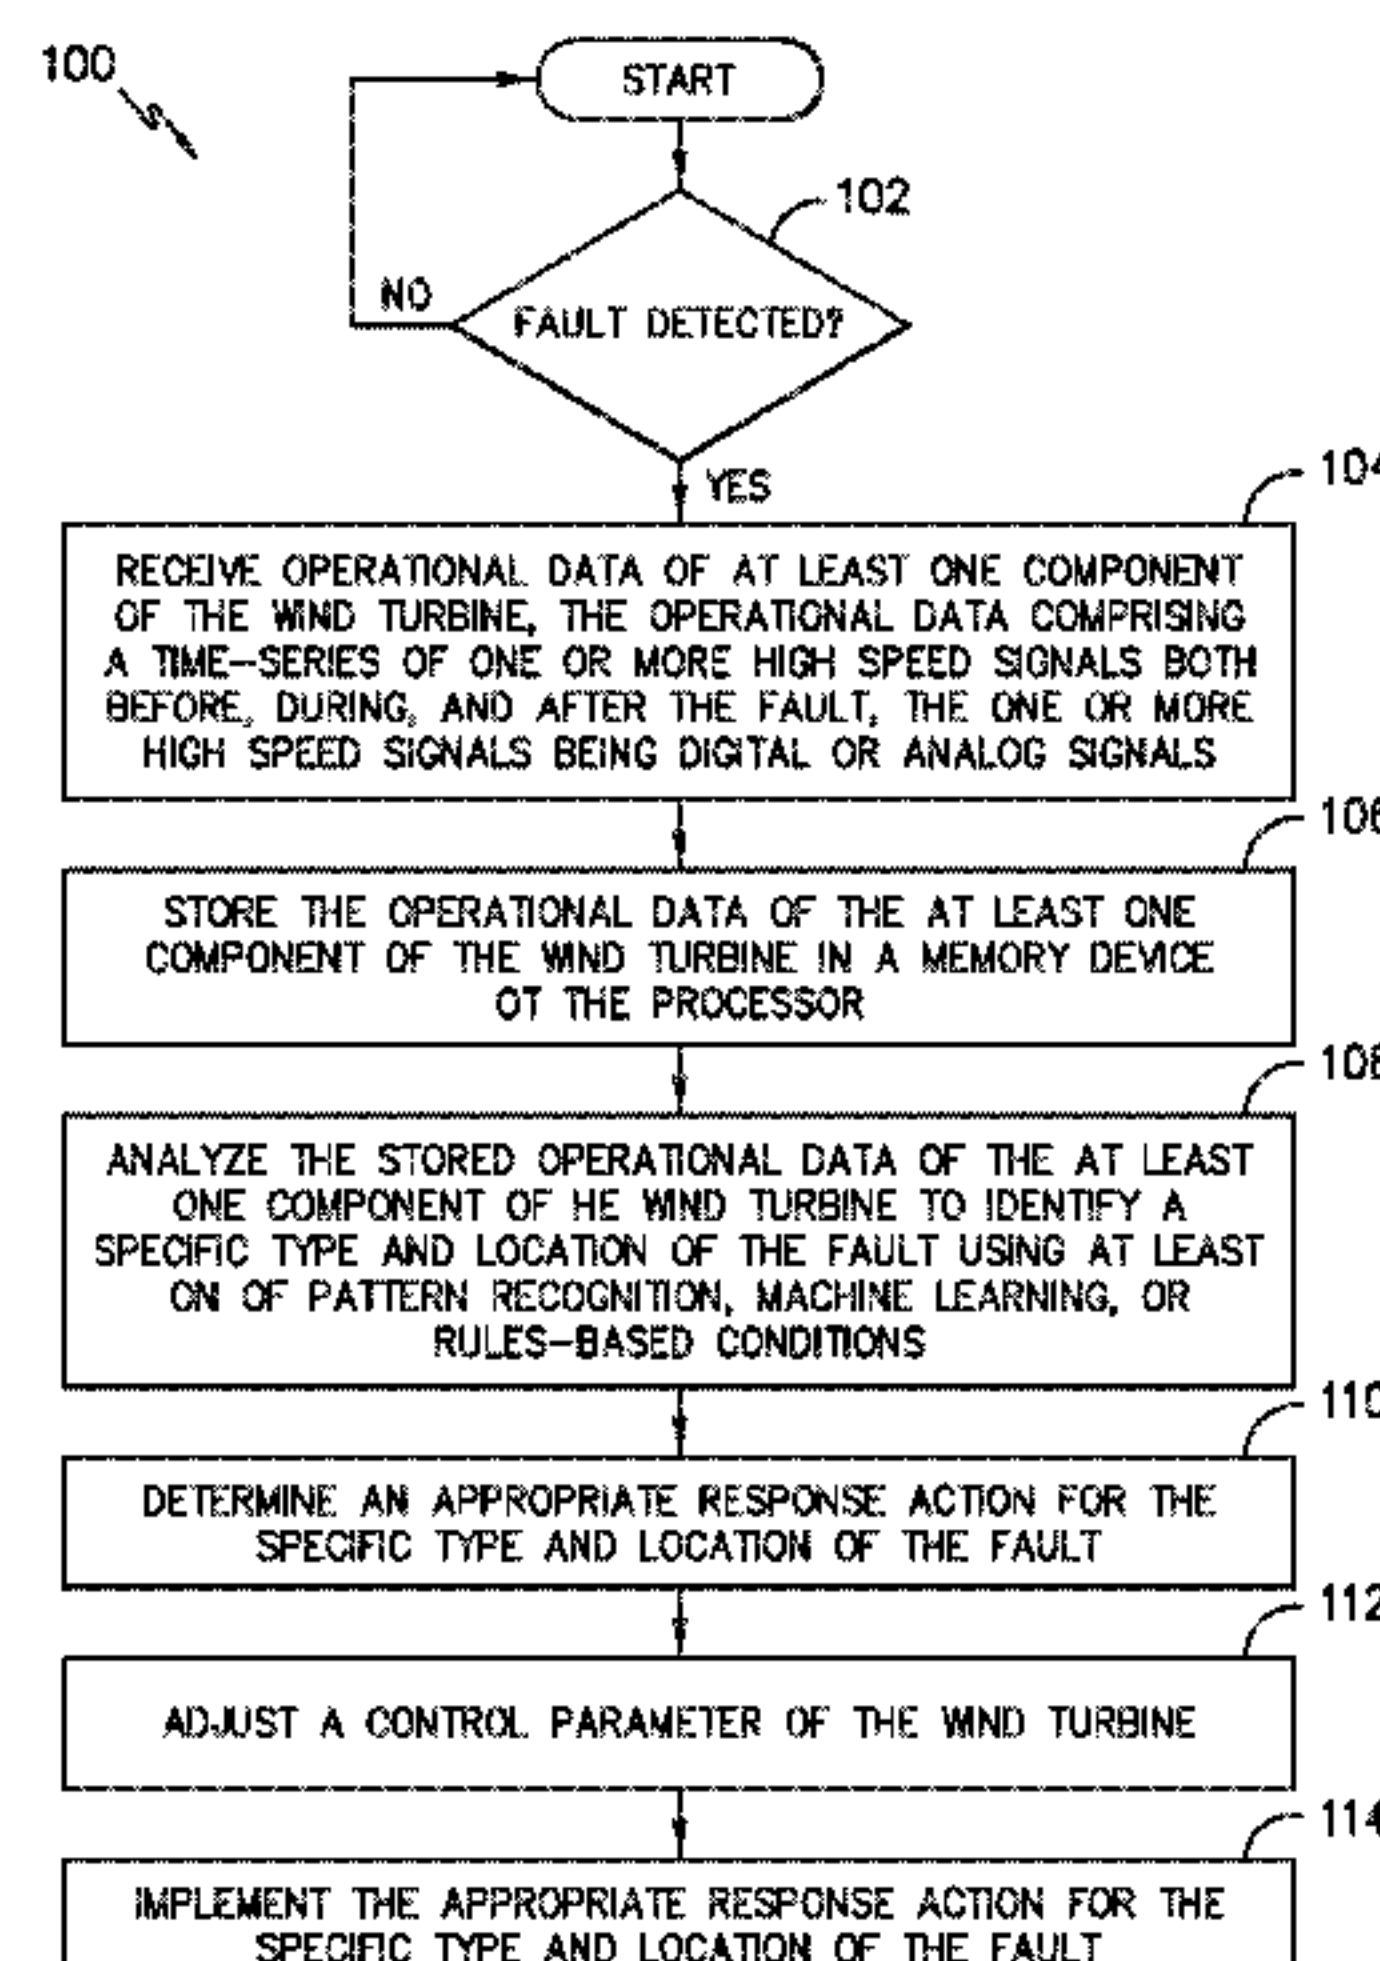 100
START
102
NO
FAULT DETECTED?
YES
104
RECEIVE OPERATIONAL DATA OF AT LEAST ONE COMPONENT
OF THE WIND TURBINE, THE OPERATIONAL DATA COMPRISING
A TIME-SERIES OF ONE OR MORE HIGH SPEED SIGNALS BOTH
BEFORE, DURING, AND AFTER THE FAULT, THE ONE OR MORE
HIGH SPEED SIGNALS BEING DIGITAL OR ANALOG SIGNALS
106
STORE THE OPERATIONAL DATA OF THE AT LEAST ONE
COMPONENT OF THE WIND TURBINE IN A MEMORY DEVICE
OT THE PROCESSOR
108
ANALYZE THE STORED OPERATIONAL DATA OF THE AT LEAST
ONE COMPONENT OF HE WIND TURBINE TO IDENTIFY A
SPECIFIC TYPE AND LOCATION OF THE FAULT USING AT LEAST
ON OF PATTERN RECOGNITION, MACHINE LEARNING, OR
RULES-BASED CONDITIONS
110
DETERMINE AN APPROPRIATE RESPONSE ACTION FOR THE
SPECIFIC TYPE AND LOCATION OF THE FAULT
112
ADJUST A CONTROL PARAMETER OF THE WIND TURBINE
114
IMPLEMENT THE APPROPRIATE RESPONSE ACTION FOR THE
SPECIFIC TYPE AND LOCATION OF THE FAULT